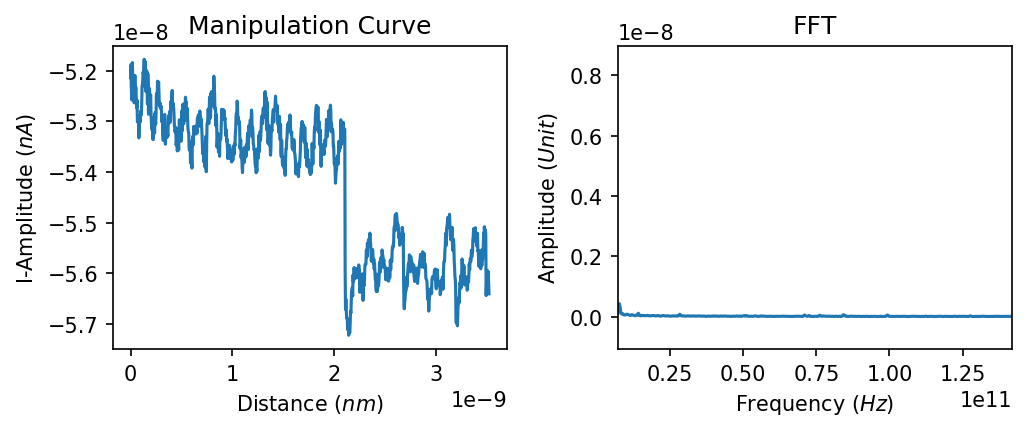 Manipulation Curve
1e−8
−5.2
−5.3
−5.4
−5.5
−5.6
−5.7
I-Amplitude (nA)
0
1
2
3
1e−9
Distance (nm)
FFT
1e−8
0.8
0.6
0.4
0.2
0.0
Amplitude (Unit)
0.25
0.50
0.75
1.00
1.25
1e11
Frequency (Hz)